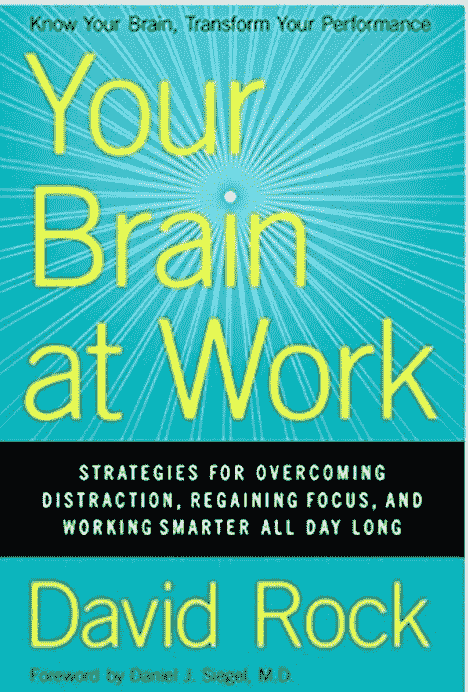 Know Your Brain, Transform Your Performance
Your
Brain
at Work
STRATEGIES FOR OVERCOMING
DISTRACTION, REGAINING FOCUS, AND
WORKING SMARTER ALL DAY LONG
David Rock
Foreword by Daniel J. Siegel, M.D.